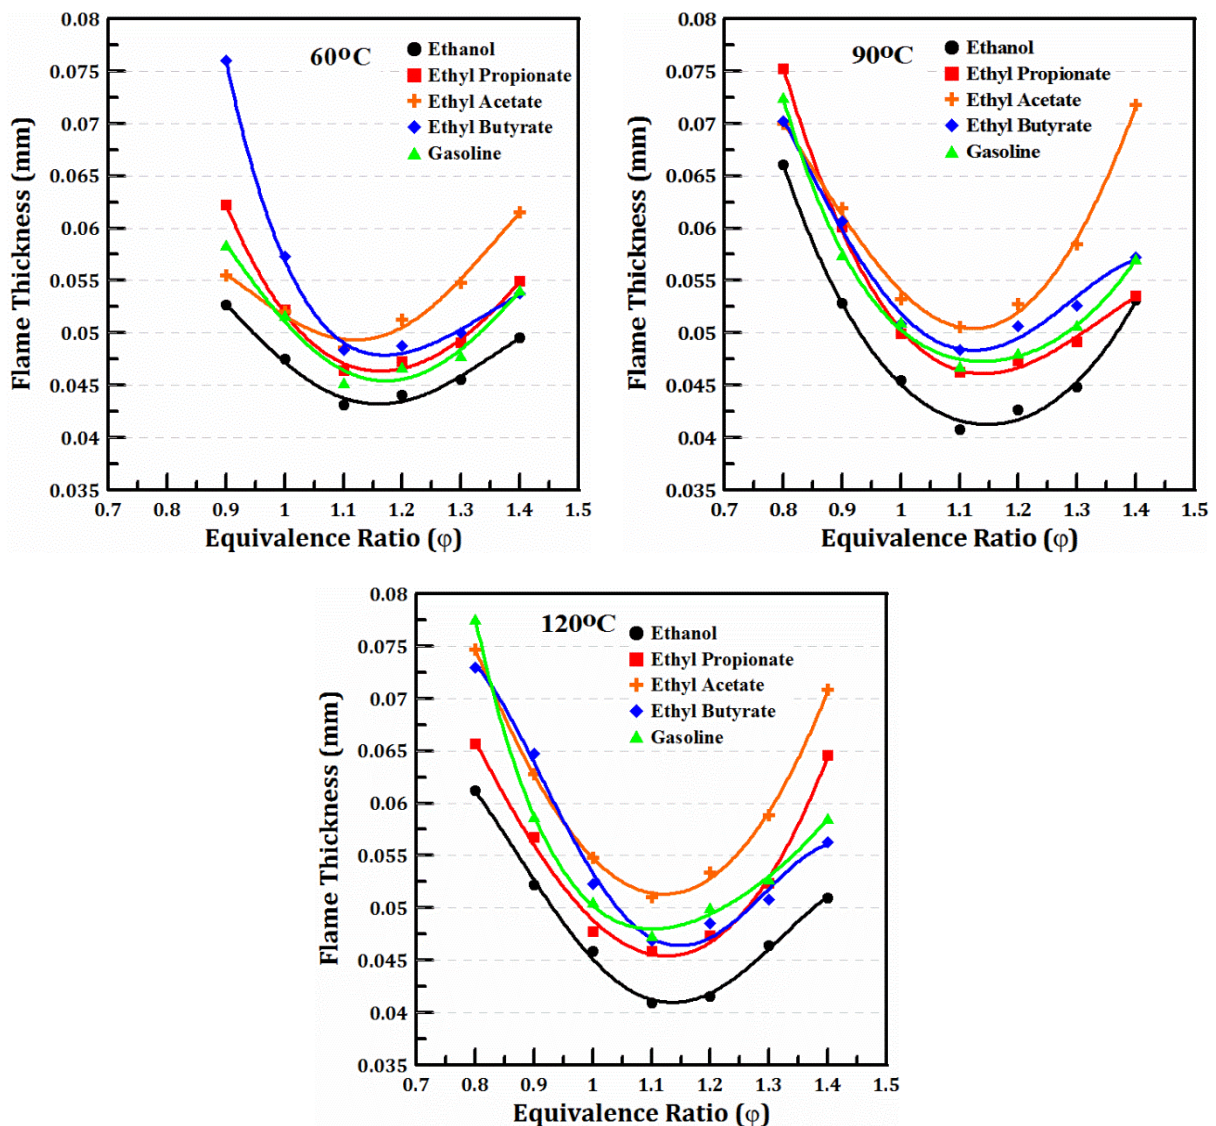 0.08
0.075
0.07
0.065
0.06
0.055
0.05
0.045
0.04
0.035
Flame Thickness (mm)
60ºC
Ethanol
Ethyl Propionate
Ethyl Acetate
Ethyl Butyrate
Gasoline
0.7 0.8 0.9 1 1.1 1.2 1.3 1.4 1.5
Equivalence Ratio (φ)
0.08
0.075
0.07
0.065
0.06
0.055
0.05
0.045
0.04
0.035
Flame Thickness (mm)
90ºC
Ethanol
Ethyl Propionate
Ethyl Acetate
Ethyl Butyrate
Gasoline
0.7 0.8 0.9 1 1.1 1.2 1.3 1.4 1.5
Equivalence Ratio (φ)
0.08
0.075
0.07
0.065
0.06
0.055
0.05
0.045
0.04
0.035
Flame Thickness (mm)
120ºC
Ethanol
Ethyl Propionate
Ethyl Acetate
Ethyl Butyrate
Gasoline
0.7 0.8 0.9 1 1.1 1.2 1.3 1.4 1.5
Equivalence Ratio (φ)